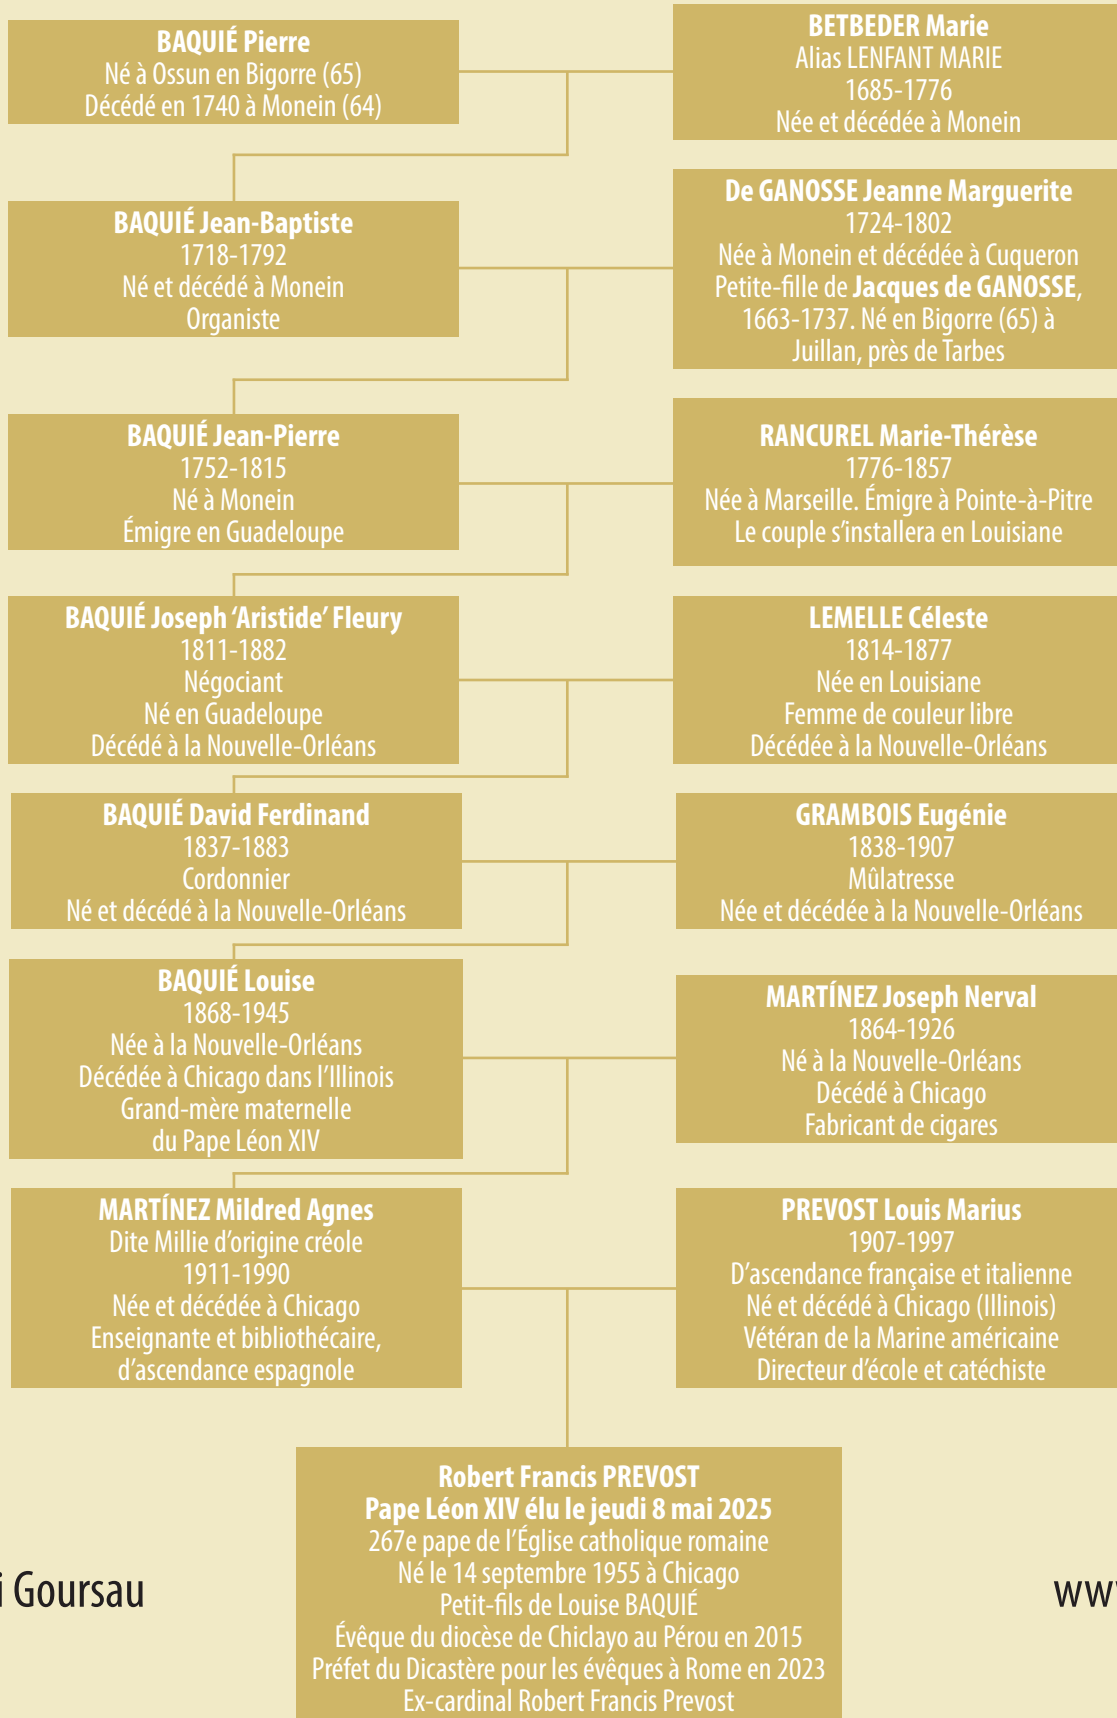 BAQUIÉ Pierre
Né à Ossun en Bigorre (65)
Décédé en 1740 à Monein (64)
BETBEDER Marie
Alias LENFANT MARIE
1685-1776
Née et décédée à Monein
BAQUIÉ Jean-Baptiste
1718-1792
Né et décédé à Monein
Organiste
De GANOSSE Jeanne Marguerite
1724-1802
Née à Monein et décédée à Cuqueron
Petite-fille de Jacques de GANOSSE,
1663-1737. Né en Bigorre (65) à
Juillan, près de Tarbes
BAQUIÉ Jean-Pierre
1752-1815
Né à Monein
Émigre en Guadeloupe
RANCUREL Marie-Thérèse
1776-1857
Née à Marseille. Émigre à Pointe-à-Pitre
Le couple s’installera en Louisiane
BAQUIÉ Joseph ‘Aristide’ Fleury
1811-1882
Négociant
Né en Guadeloupe
Décédé à la Nouvelle-Orléans
LEMELLE Céleste
1814-1877
Née en Louisiane
Femme de couleur libre
Décédée à la Nouvelle-Orléans
BAQUIÉ David Ferdinand
1837-1883
Cordonnier
Né et décédé à la Nouvelle-Orléans
GRAMBOIS Eugénie
1838-1907
Mûlatresse
Née et décédée à la Nouvelle-Orléans
BAQUIÉ Louise
1868-1945
Née à la Nouvelle-Orléans
Décédée à Chicago dans l’Illinois
Grand-mère maternelle
du Pape Léon XIV
MARTÍNEZ Joseph Nerval
1864-1926
Né à la Nouvelle-Orléans
Décédé à Chicago
Fabricant de cigares
MARTÍNEZ Mildred Agnes
Dite Millie d’origine créole
1911-1990
Née et décédée à Chicago
Enseignante et bibliothécaire,
d’ascendance espagnole
PREVOST Louis Marius
1907-1997
D’ascendance française et italienne
Né et décédé à Chicago (Illinois)
Vétéran de la Marine américaine
Directeur d’école et catéchiste
Robert Francis PREVOST
Pape Léon XIV élu le jeudi 8 mai 2025
267e pape de l’Église catholique romaine
Né le 14 septembre 1955 à Chicago
Petit-fils de Louise BAQUIÉ
Évêque du diocèse de Chiclayo au Pérou en 2015
Préfet du Dicastère pour les évêques à Rome en 2023
Ex-cardinal Robert Francis Prevost
i Goursau
www